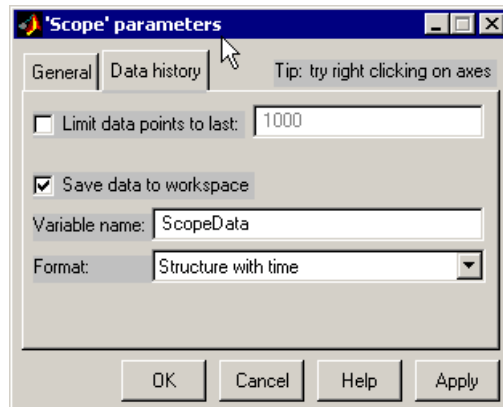 'Scope' parameters
General Data history Tip: try right clicking on axes
Limit data points to last: 1000
Save data to workspace
Variable name: ScopeData
Format: Structure with time
OK Cancel Help Apply